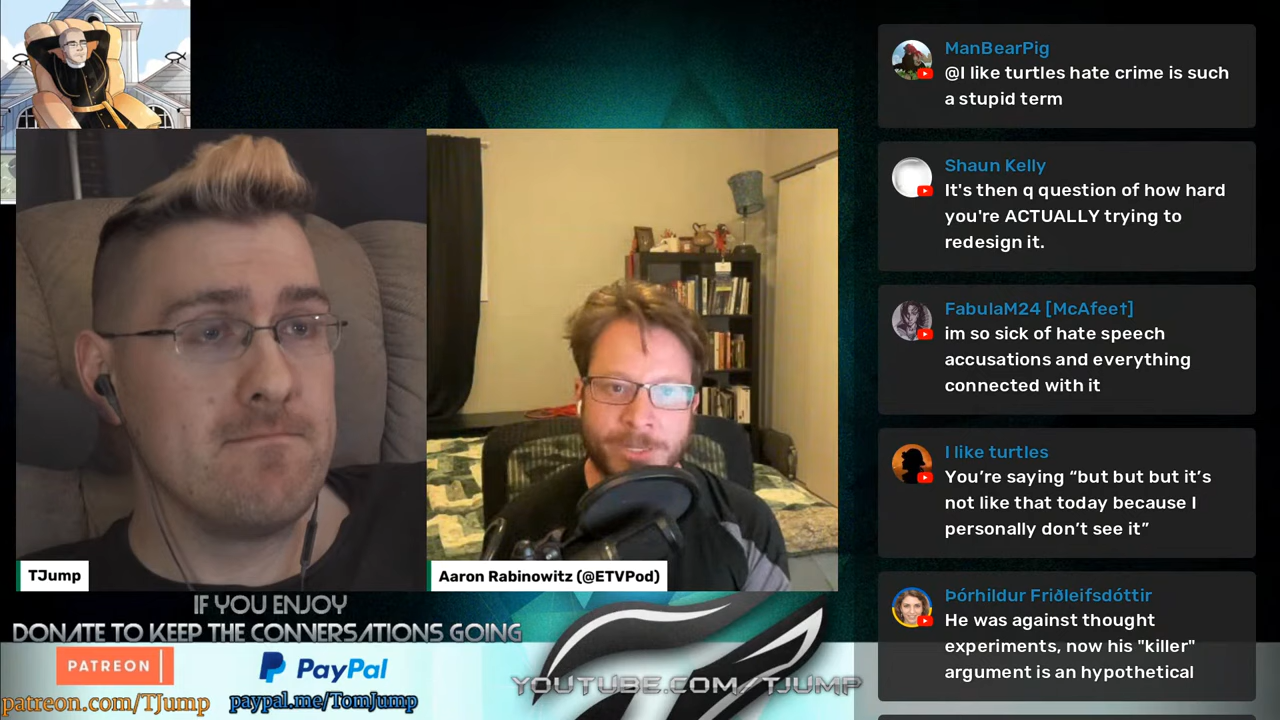 ManBearPig
@I like turtles hate crime is such
a stupid term
Shaun Kelly
It's then q question of how hard
you're ACTUALLY trying to
redesign it.
FabulaM24 [McAfee†]
im so sick of hate speech
accusations and everything
connected with it
I like turtles
You’re saying “but but but it’s
not like that today because I
personally don’t see it”
Þórhildur Friðleifsdóttir
He was against thought
experiments, now his "killer"
argument is an hypothetical
TJump
Aaron Rabinowitz (@ETVPod)
IF YOU ENJOY
DONATE TO KEEP THE CONVERSATIONS GOING
PATREON
PayPal
patreon.com/TJump
paypal.me/TomJump
YOUTUBE.COM/TJUMP